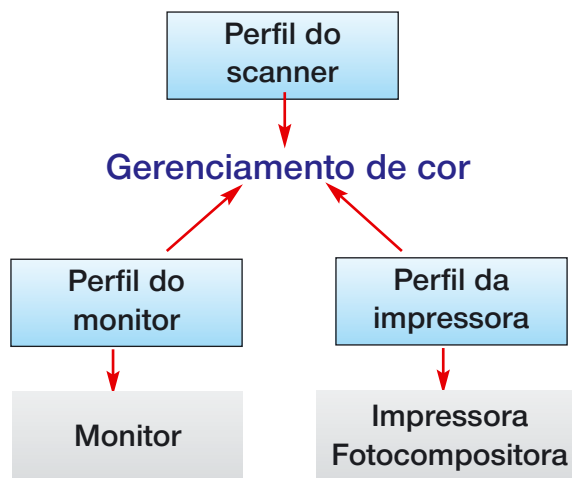 Perfil do
scanner
Gerenciamento de cor
Perfil do
monitor
Perfil da
impressora
Monitor
Impressora
Fotocompositora